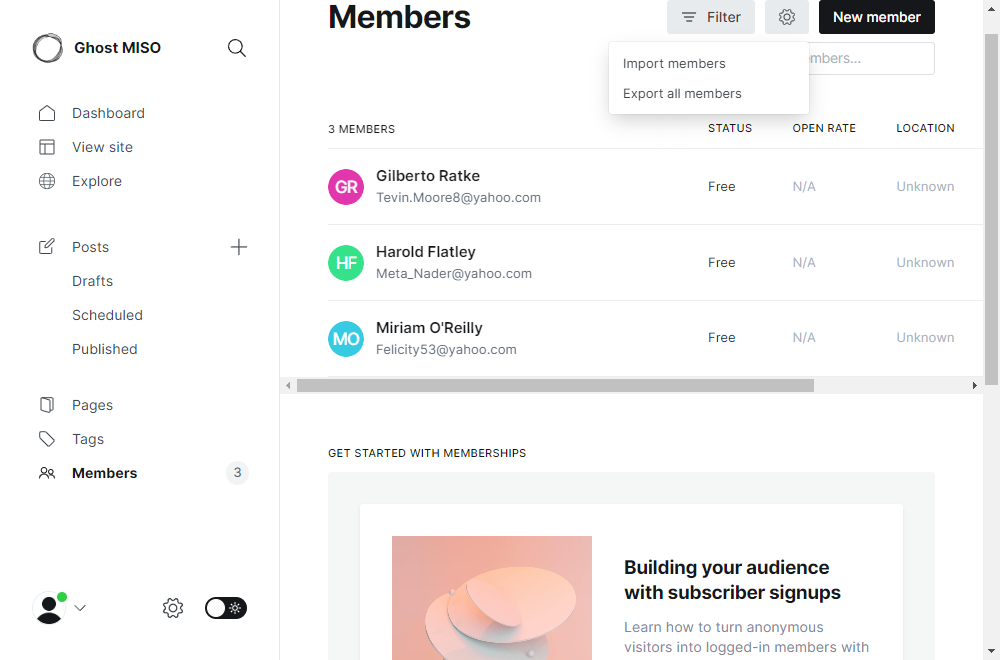 Ghost MISO
Dashboard
View site
Explore
Posts
Drafts
Scheduled
Published
Pages
Tags
Members
3
Members
Filter
New member
Import members
Export all members
3 MEMBERS
STATUS
OPEN RATE
LOCATION
GR
Gilberto Ratke
Tevin.Moore8@yahoo.com
Free
N/A
Unknown
HF
Harold Flatley
Meta_Nader@yahoo.com
Free
N/A
Unknown
MO
Miriam O'Reilly
Felicity53@yahoo.com
Free
N/A
Unknown
GET STARTED WITH MEMBERSHIPS
Building your audience
with subscriber signups
Learn how to turn anonymous
visitors into logged-in members with